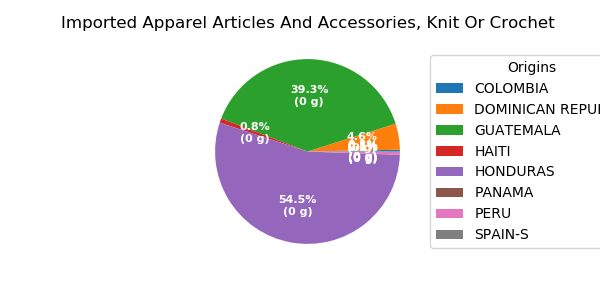 Imported Apparel Articles And Accessories, Knit Or Crochet
39.3%
(0 g)
0.8%
(0 g)
4.6%
(0 g)
54.5%
(0 g)
Origins
COLOMBIA
DOMINICAN REPU
GUATEMALA
HAITI
HONDURAS
PANAMA
PERU
SPAIN-S